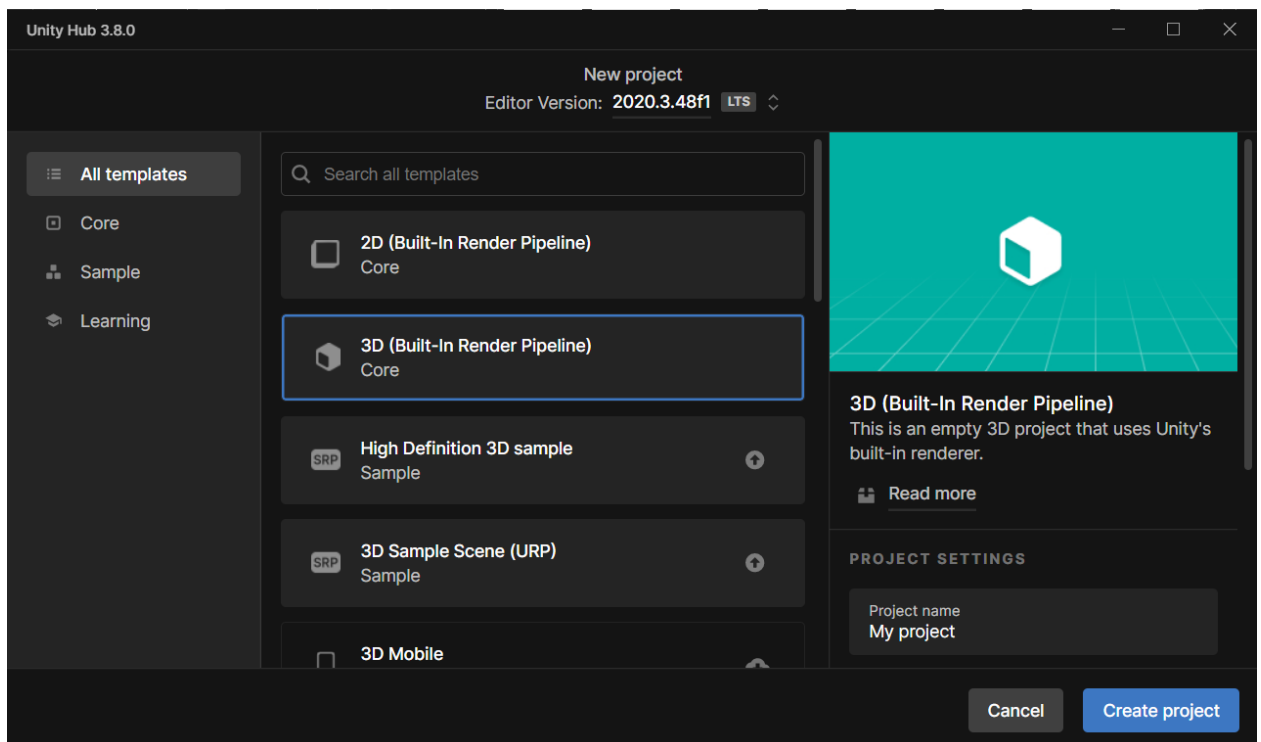 Unity Hub 3.8.0
New project
Editor Version: 2020.3.48f1 LTS
All templates
Core
Sample
Learning
Search all templates
2D (Built-In Render Pipeline)
Core
3D (Built-In Render Pipeline)
Core
SRP
High Definition 3D sample
Sample
SRP
3D Sample Scene (URP)
Sample
3D Mobile
3D (Built-In Render Pipeline)
This is an empty 3D project that uses Unity's
built-in renderer.
Read more
PROJECT SETTINGS
Project name
My project
Cancel
Create project